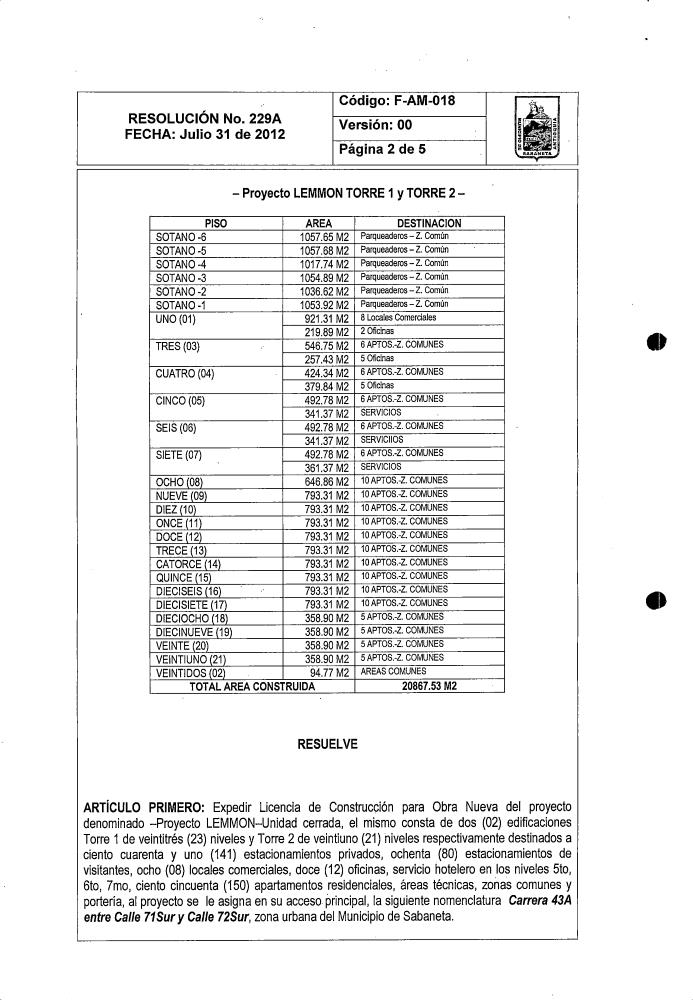 RESOLUCIÓN No. 229A
FECHA: Julio 31 de 2012
Código: F-AM-018
Versión: 00
Página 2 de 5
MUNICIPIO DE
ANTIOQUIA
SABANETA
– Proyecto LEMMON TORRE 1 y TORRE 2 –
PISO AREA DESTINACION
SOTANO -6 1057.65 M2 Parqueaderos – Z. Común
SOTANO -5 1057.68 M2 Parqueaderos – Z. Común
SOTANO -4 1017.74 M2 Parqueaderos – Z. Común
SOTANO -3 1054.89 M2 Parqueaderos – Z. Común
SOTANO -2 1036.62 M2 Parqueaderos – Z. Común
SOTANO -1 1053.92 M2 Parqueaderos – Z. Común
UNO (01) 921.31 M2 8 Locales Comerciales
219.89 M2 2 Oficinas
TRES (03) 546.75 M2 6 APTOS.-Z. COMUNES
257.43 M2 5 Oficinas
CUATRO (04) 424.34 M2 6 APTOS.-Z. COMUNES
379.84 M2 5 Oficinas
CINCO (05) 492.78 M2 6 APTOS.-Z. COMUNES
341.37 M2 SERVICIOS
SEIS (06) 492.78 M2 6 APTOS.-Z. COMUNES
341.37 M2 SERVICIIOS
SIETE (07) 492.78 M2 6 APTOS.-Z. COMUNES
361.37 M2 SERVICIOS
OCHO (08) 646.86 M2 10 APTOS.-Z. COMUNES
NUEVE (09) 793.31 M2 10 APTOS.-Z. COMUNES
DIEZ (10) 793.31 M2 10 APTOS.-Z. COMUNES
ONCE (11) 793.31 M2 10 APTOS.-Z. COMUNES
DOCE (12) 793.31 M2 10 APTOS.-Z. COMUNES
TRECE (13) 793.31 M2 10 APTOS.-Z. COMUNES
CATORCE (14) 793.31 M2 10 APTOS.-Z. COMUNES
QUINCE (15) 793.31 M2 10 APTOS.-Z. COMUNES
DIECISEIS (16) 793.31 M2 10 APTOS.-Z. COMUNES
DIECISIETE (17) 793.31 M2 10 APTOS.-Z. COMUNES
DIECIOCHO (18) 358.90 M2 5 APTOS.-Z. COMUNES
DIECINUEVE (19) 358.90 M2 5 APTOS.-Z. COMUNES
VEINTE (20) 358.90 M2 5 APTOS.-Z. COMUNES
VEINTIUNO (21) 358.90 M2 5 APTOS.-Z. COMUNES
VEINTIDOS (02) 94.77 M2 AREAS COMUNES
TOTAL AREA CONSTRUIDA 20867.53 M2
RESUELVE
ARTÍCULO PRIMERO: Expedir Licencia de Construcción para Obra Nueva del proyecto
denominado –Proyecto LEMMON–Unidad cerrada, el mismo consta de dos (02) edificaciones
Torre 1 de veintitrés (23) niveles y Torre 2 de veintiuno (21) niveles respectivamente destinados a
ciento cuarenta y uno (141) estacionamientos privados, ochenta (80) estacionamientos de
visitantes, ocho (08) locales comerciales, doce (12) oficinas, servicio hotelero en los niveles 5to,
6to, 7mo, ciento cincuenta (150) apartamentos residenciales, áreas técnicas, zonas comunes y
portería, al proyecto se le asigna en su acceso principal, la siguiente nomenclatura Carrera 43A
entre Calle 71Sur y Calle 72Sur, zona urbana del Municipio de Sabaneta.